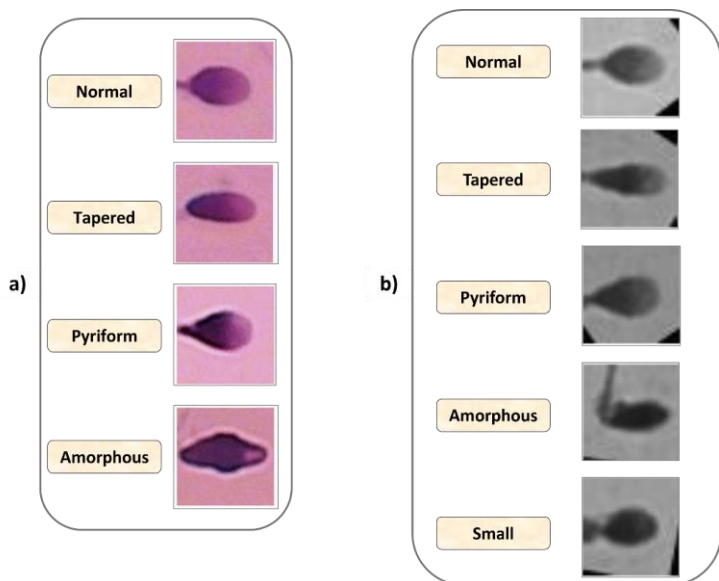 a)
Normal
Tapered
Pyriform
Amorphous
b)
Normal
Tapered
Pyriform
Amorphous
Small